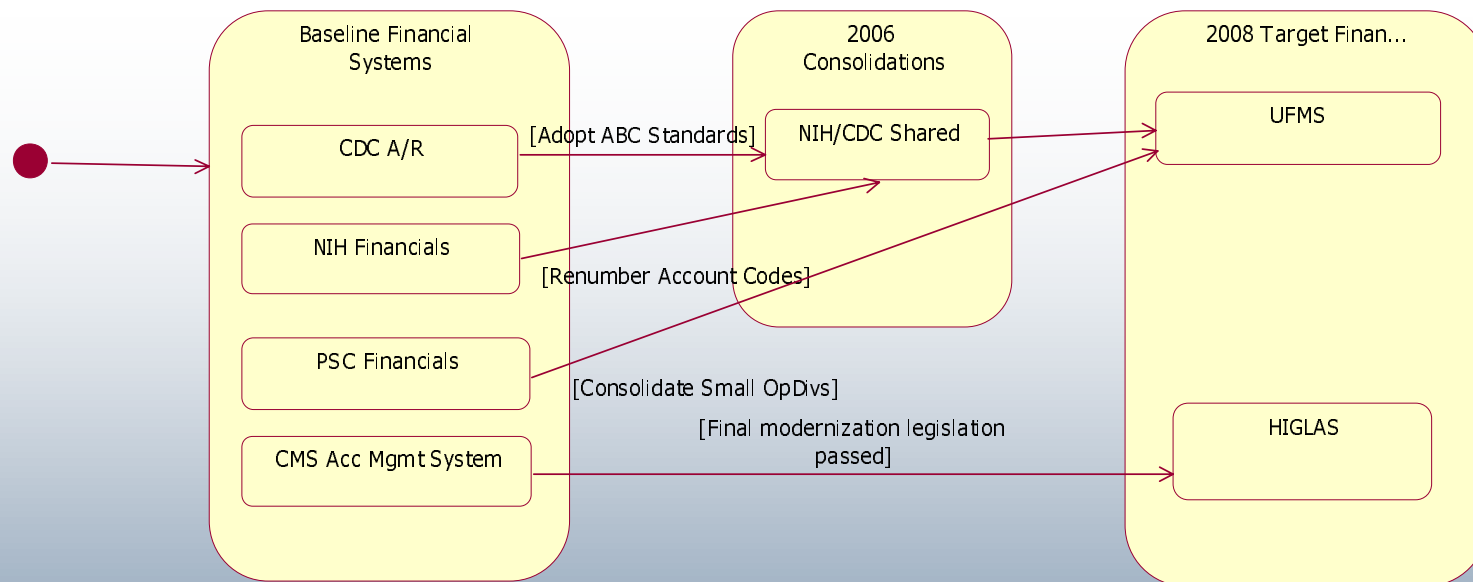 Baseline Financial
Systems
CDC A/R
NIH Financials
PSC Financials
CMS Acc Mgmt System
[Adopt ABC Standards]
[Renumber Account Codes]
[Consolidate Small OpDivs]
[Final modernization legislation
passed]
2006
Consolidations
NIH/CDC Shared
2008 Target Finan...
UFMS
HIGLAS